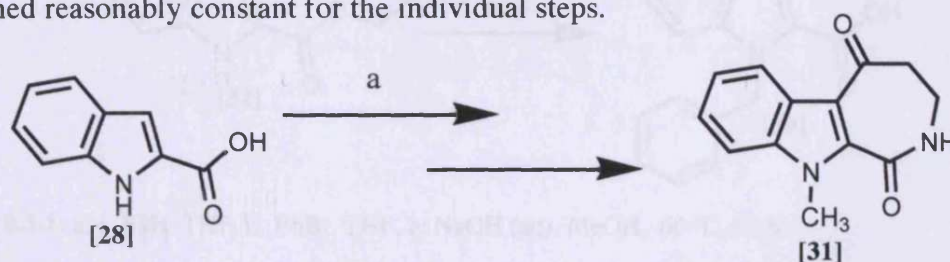 ned reasonably constant for the individual steps.
a
OH
O
N
H
[28]
O
NH
N
O
CH₃
[31]